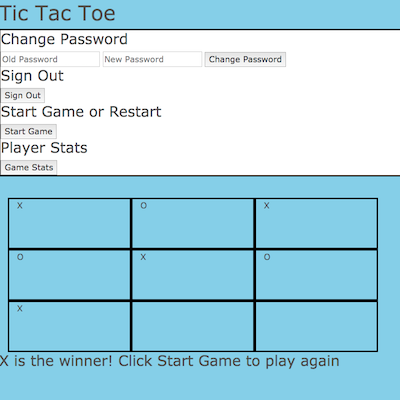 Tic Tac Toe
Change Password
Old Password New Password Change Password
Sign Out
Sign Out
Start Game or Restart
Start Game
Player Stats
Game Stats
X O X
O X O
X
X is the winner! Click Start Game to play again